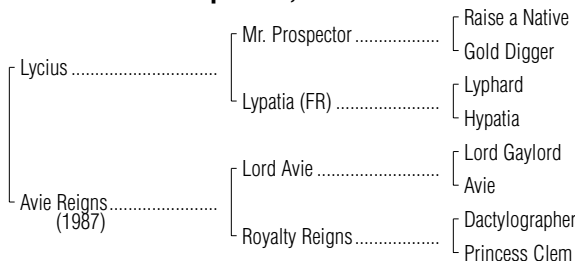 Raise a Native
Mr. Prospector ....................
Gold Digger
Lycius ..................................
Lyphard
Lypatia (FR) ........................
Hypatia
Lord Gaylord
Lord Avie ............................
Avie
Avie Reigns.........................
(1987)
Dactylographer
Royalty Reigns....................
Princess Clem